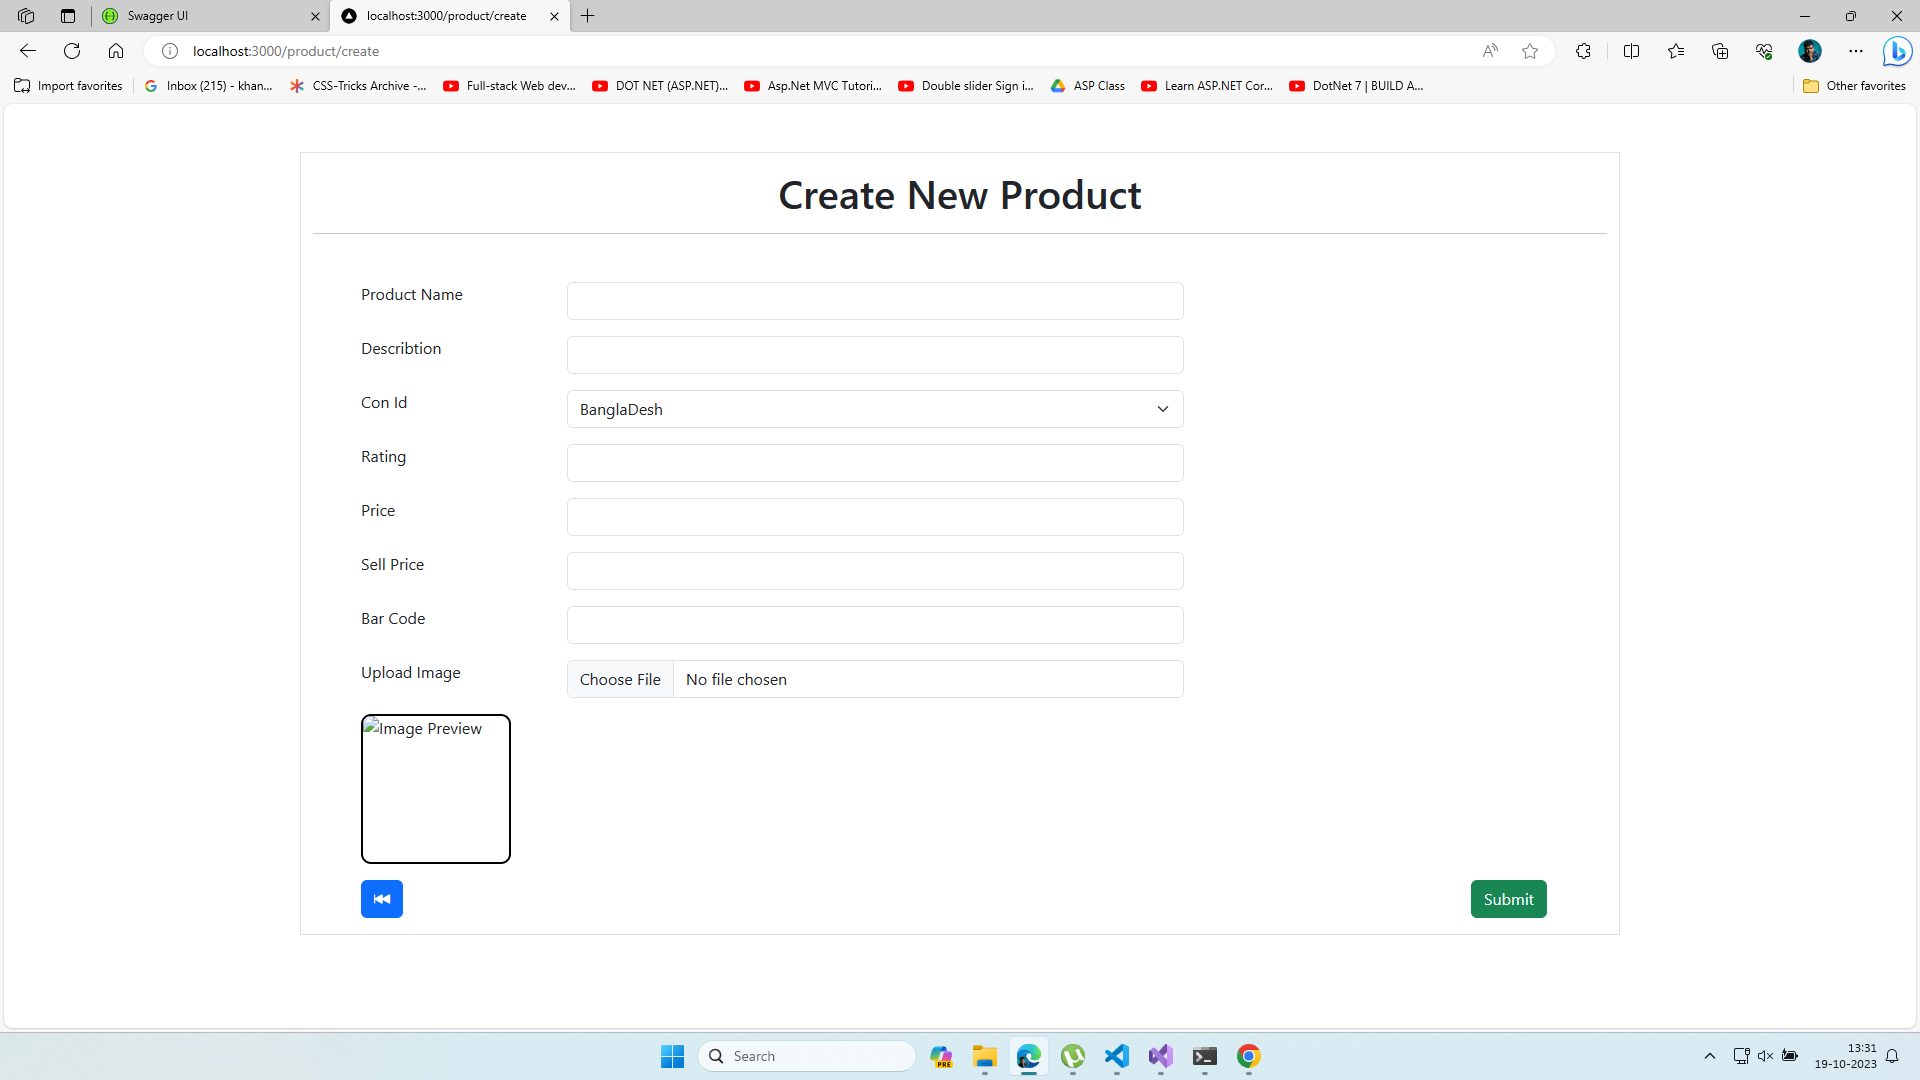 Swagger UI
localhost:3000/product/create
localhost:3000/product/create
Import favorites
Inbox (215) - khan...
CSS-Tricks Archive -...
Full-stack Web dev...
DOT NET (ASP.NET)...
Asp.Net MVC Tutori...
Double slider Sign i...
ASP Class
Learn ASP.NET Cor...
DotNet 7 | BUILD A...
Other favorites
Create New Product
Product Name
Describtion
Con Id
BanglaDesh
Rating
Price
Sell Price
Bar Code
Upload Image
Choose File No file chosen
Image Preview
Submit
Search
PRE
13:31
19-10-2023